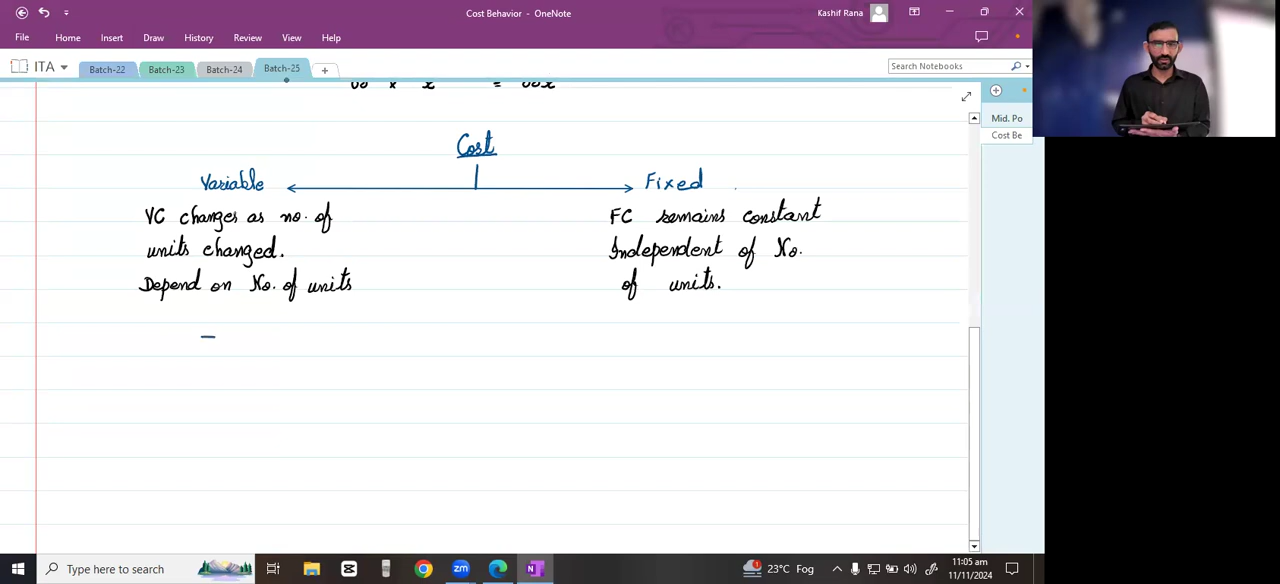 Cost Behavior - OneNote
Kashif Rana
File Home Insert Draw History Review View Help
ITA Batch-22 Batch-23 Batch-24 Batch-25
Search Notebooks
Mid. Po
Cost Be
Cost
Variable Fixed
VC changes as no. of
units changed.
Depend on No. of units
FC remains constant
Independent of No.
of units.
Type here to search
zm
23°C Fog
11:05 am
11/11/2024